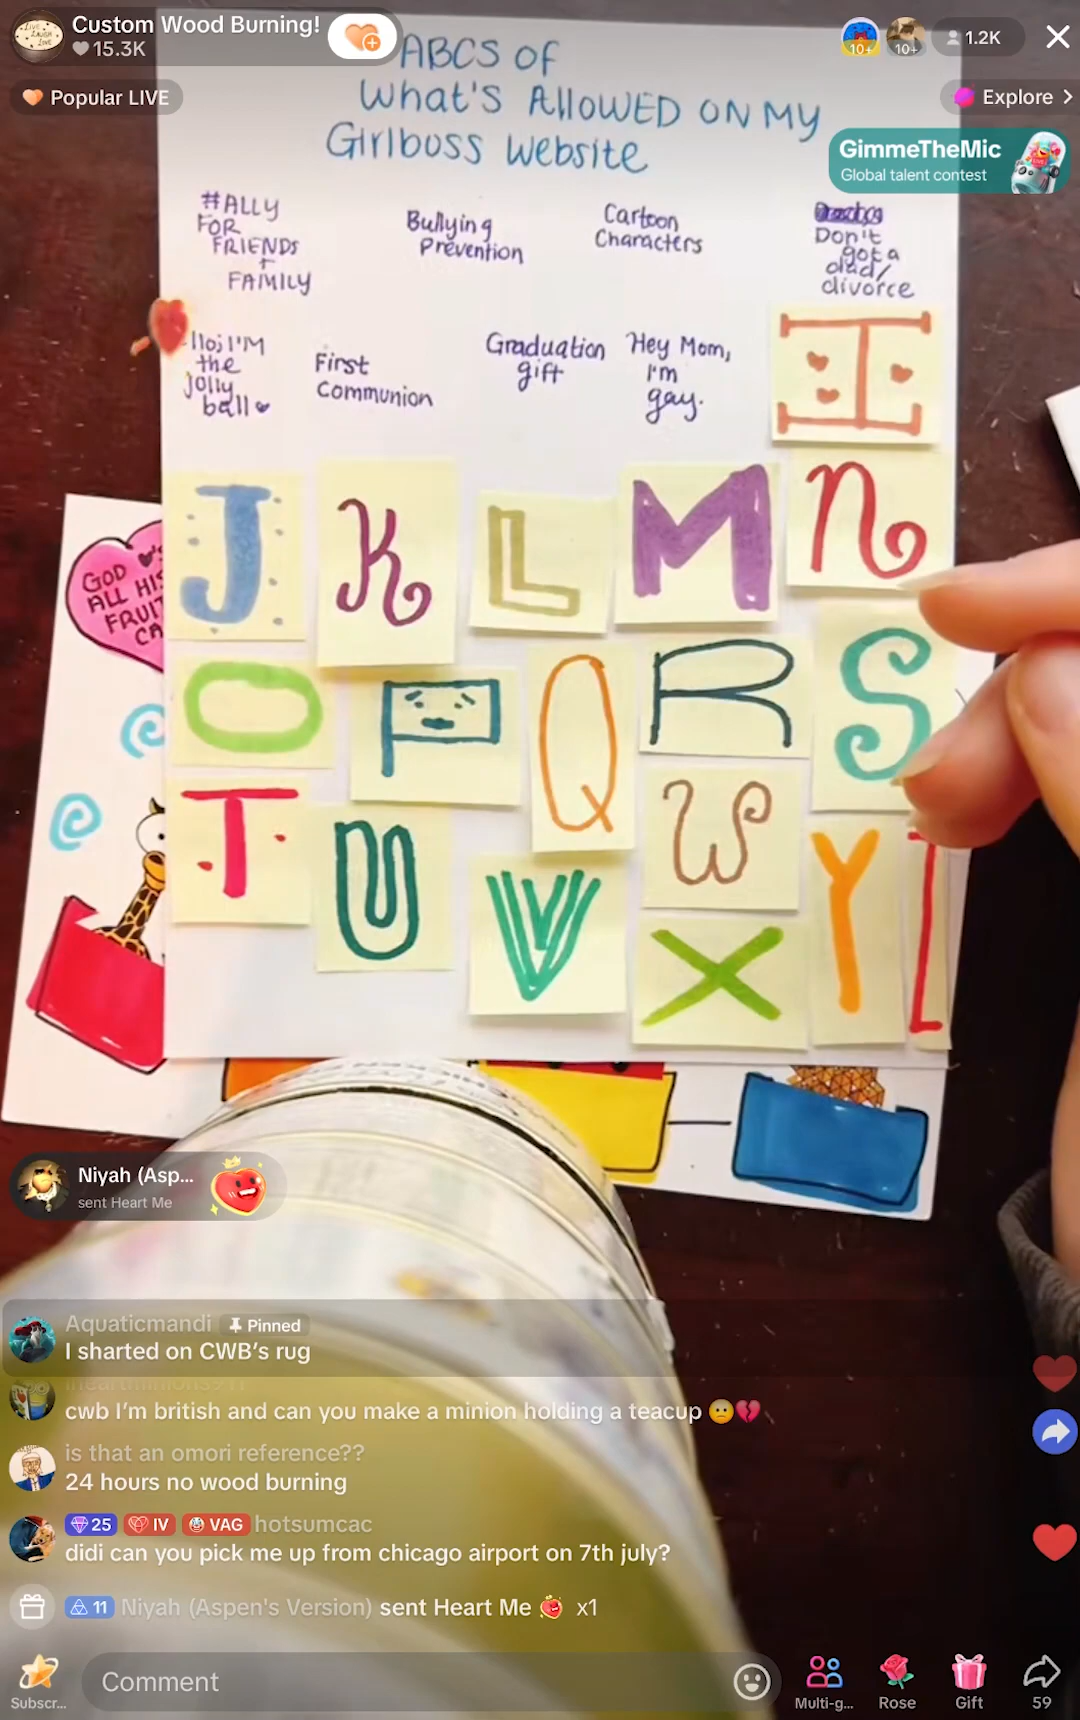 Custom Wood Burning!
15.3K
10+
10+
1.2K
Popular LIVE
Explore >
GimmeTheMic
Global talent contest
ABCS OF
What's Allowed on my
Girlboss Website
#ALLY
FOR
FRIENDS
+
FAMILY
Bullying
Prevention
Cartoon
Characters
Don't
got a
dad/
divorce
I'M
the
jolly
ball
First
Communion
Graduation
gift
Hey Mom,
I'm
gay.
I
J
K
L
M
N
O
P
Q
R
S
T
U
V
W
X
Y
GOD
ALL HIS
FRUIT
CA
Niyah (Asp...
sent Heart Me
Aquaticmandi Pinned
I sharted on CWB's rug
cwb I'm british and can you make a minion holding a teacup 🫤💔
is that an omori reference??
24 hours no wood burning
25 IV VAG hotsumcac
didi can you pick me up from chicago airport on 7th july?
11 Niyah (Aspen's Version) sent Heart Me x1
Subscr...
Comment
Multi-g...
Rose
Gift
59